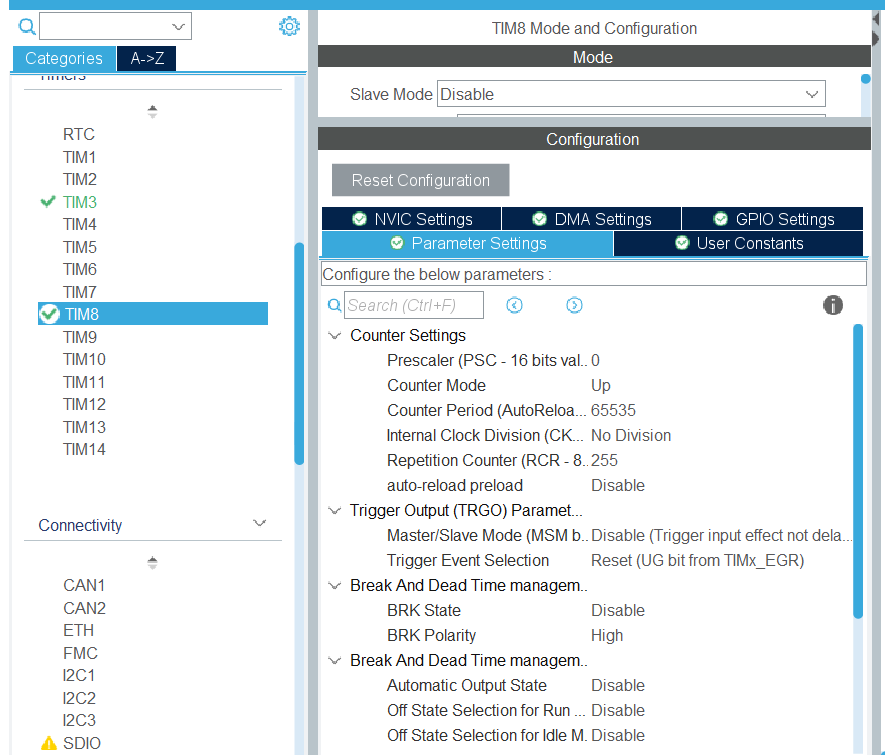 Categories
A->Z
Timers
RTC
TIM1
TIM2
TIM3
TIM4
TIM5
TIM6
TIM7
TIM8
TIM9
TIM10
TIM11
TIM12
TIM13
TIM14
Connectivity
CAN1
CAN2
ETH
FMC
I2C1
I2C2
I2C3
SDIO
TIM8 Mode and Configuration
Mode
Slave Mode Disable
Configuration
Reset Configuration
NVIC Settings DMA Settings GPIO Settings
Parameter Settings User Constants
Configure the below parameters :
Search (Ctrl+F)
Counter Settings
Prescaler (PSC - 16 bits val.. 0
Counter Mode Up
Counter Period (AutoReloa... 65535
Internal Clock Division (CK... No Division
Repetition Counter (RCR - 8.. 255
auto-reload preload Disable
Trigger Output (TRGO) Paramet...
Master/Slave Mode (MSM b.. Disable (Trigger input effect not dela...
Trigger Event Selection Reset (UG bit from TIMx_EGR)
Break And Dead Time managem..
BRK State Disable
BRK Polarity High
Break And Dead Time managem..
Automatic Output State Disable
Off State Selection for Run ... Disable
Off State Selection for Idle M. Disable